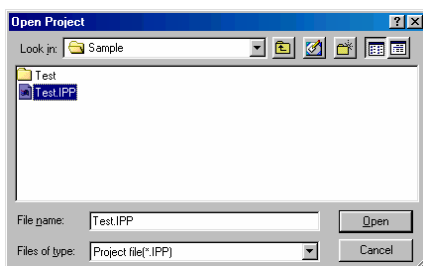 Open Project
Look in: Sample
Test
Test.IPP
File name: Test.IPP Open
Files of type: Project file(*.IPP) Cancel